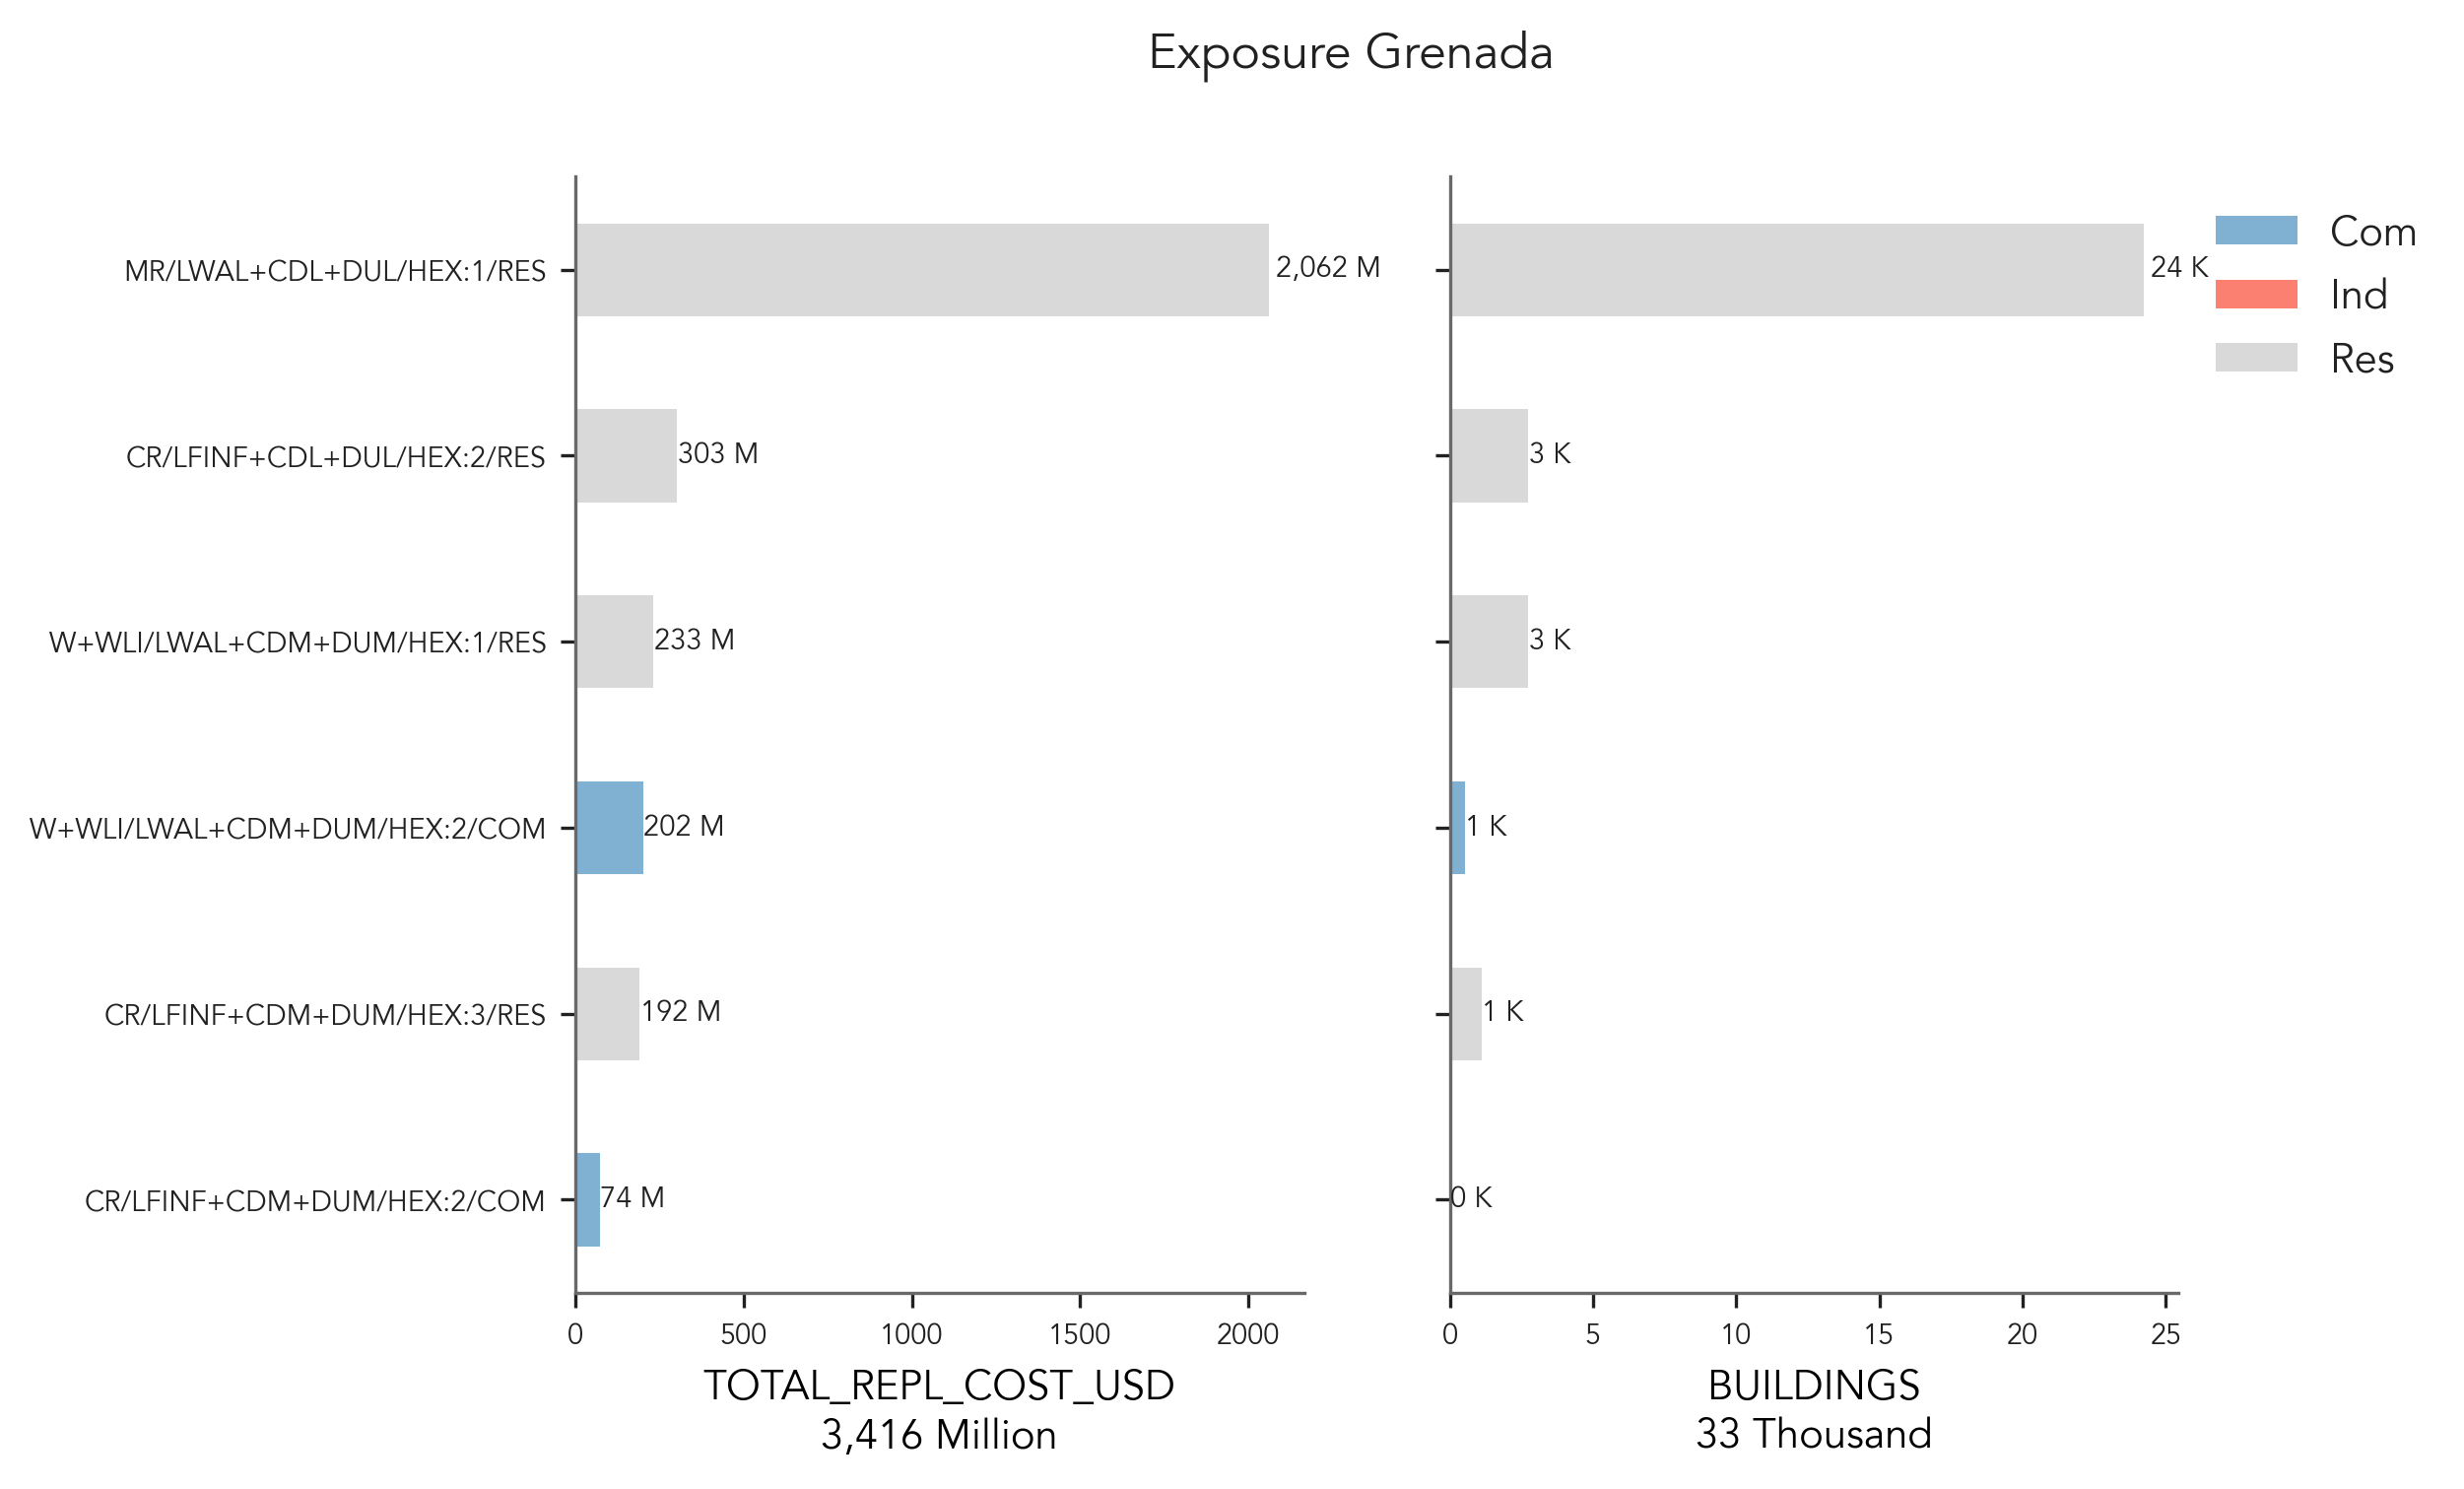 Exposure Grenada
MR/LWAL+CDL+DUL/HEX:1/RES
CR/LFINF+CDL+DUL/HEX:2/RES
W+WLI/LWAL+CDM+DUM/HEX:1/RES
W+WLI/LWAL+CDM+DUM/HEX:2/COM
CR/LFINF+CDM+DUM/HEX:3/RES
CR/LFINF+CDM+DUM/HEX:2/COM
2,062 M
303 M
233 M
202 M
192 M
74 M
0 500 1000 1500 2000
TOTAL_REPL_COST_USD
3,416 Million
24 K
3 K
3 K
1 K
1 K
0 K
0 5 10 15 20 25
BUILDINGS
33 Thousand
Com
Ind
Res